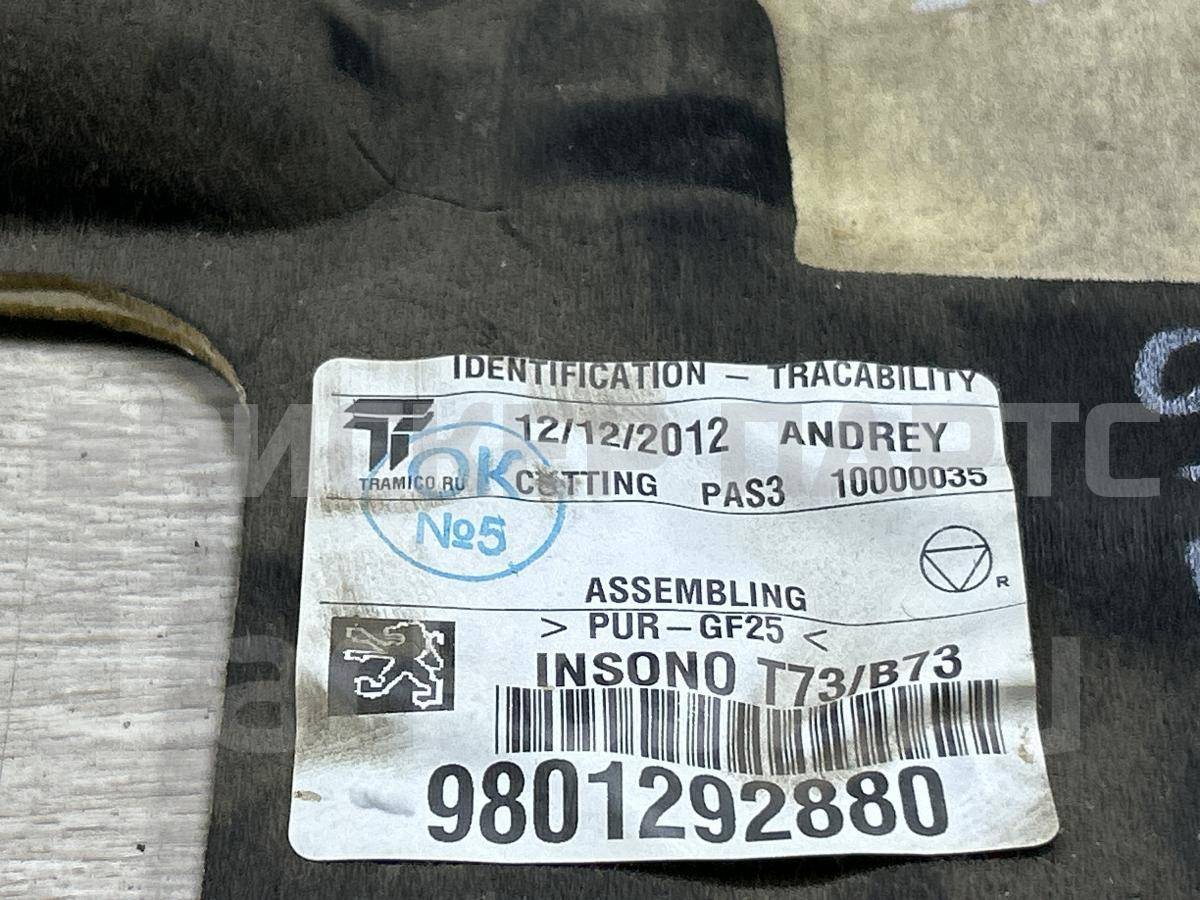 IDENTIFICATION – TRACABILITY
12/12/2012 ANDREY
TRAMICO.RU CUTTING PAS3 10000035
OK
№5
R
ASSEMBLING
> PUR–GF25 <
INSONO T73/B73
9801292880